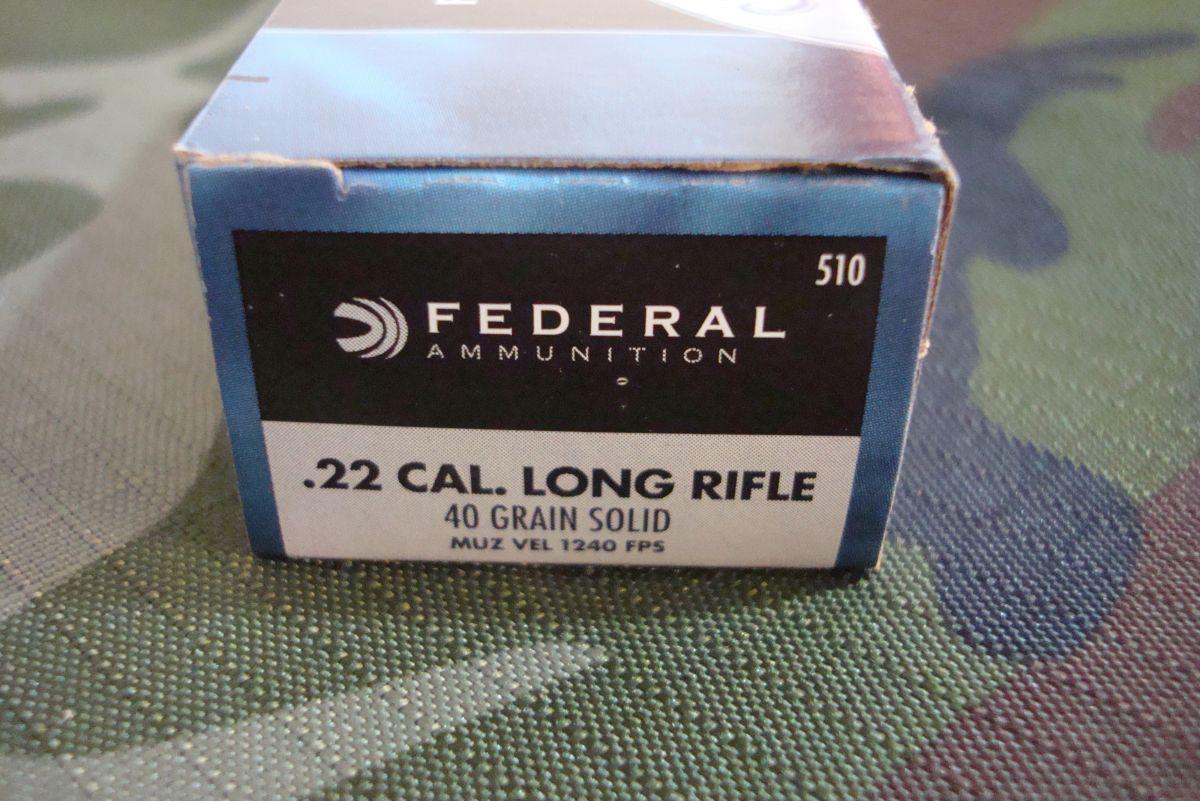 510
FEDERAL
AMMUNITION
.22 CAL. LONG RIFLE
40 GRAIN SOLID
MUZ VEL 1240 FPS